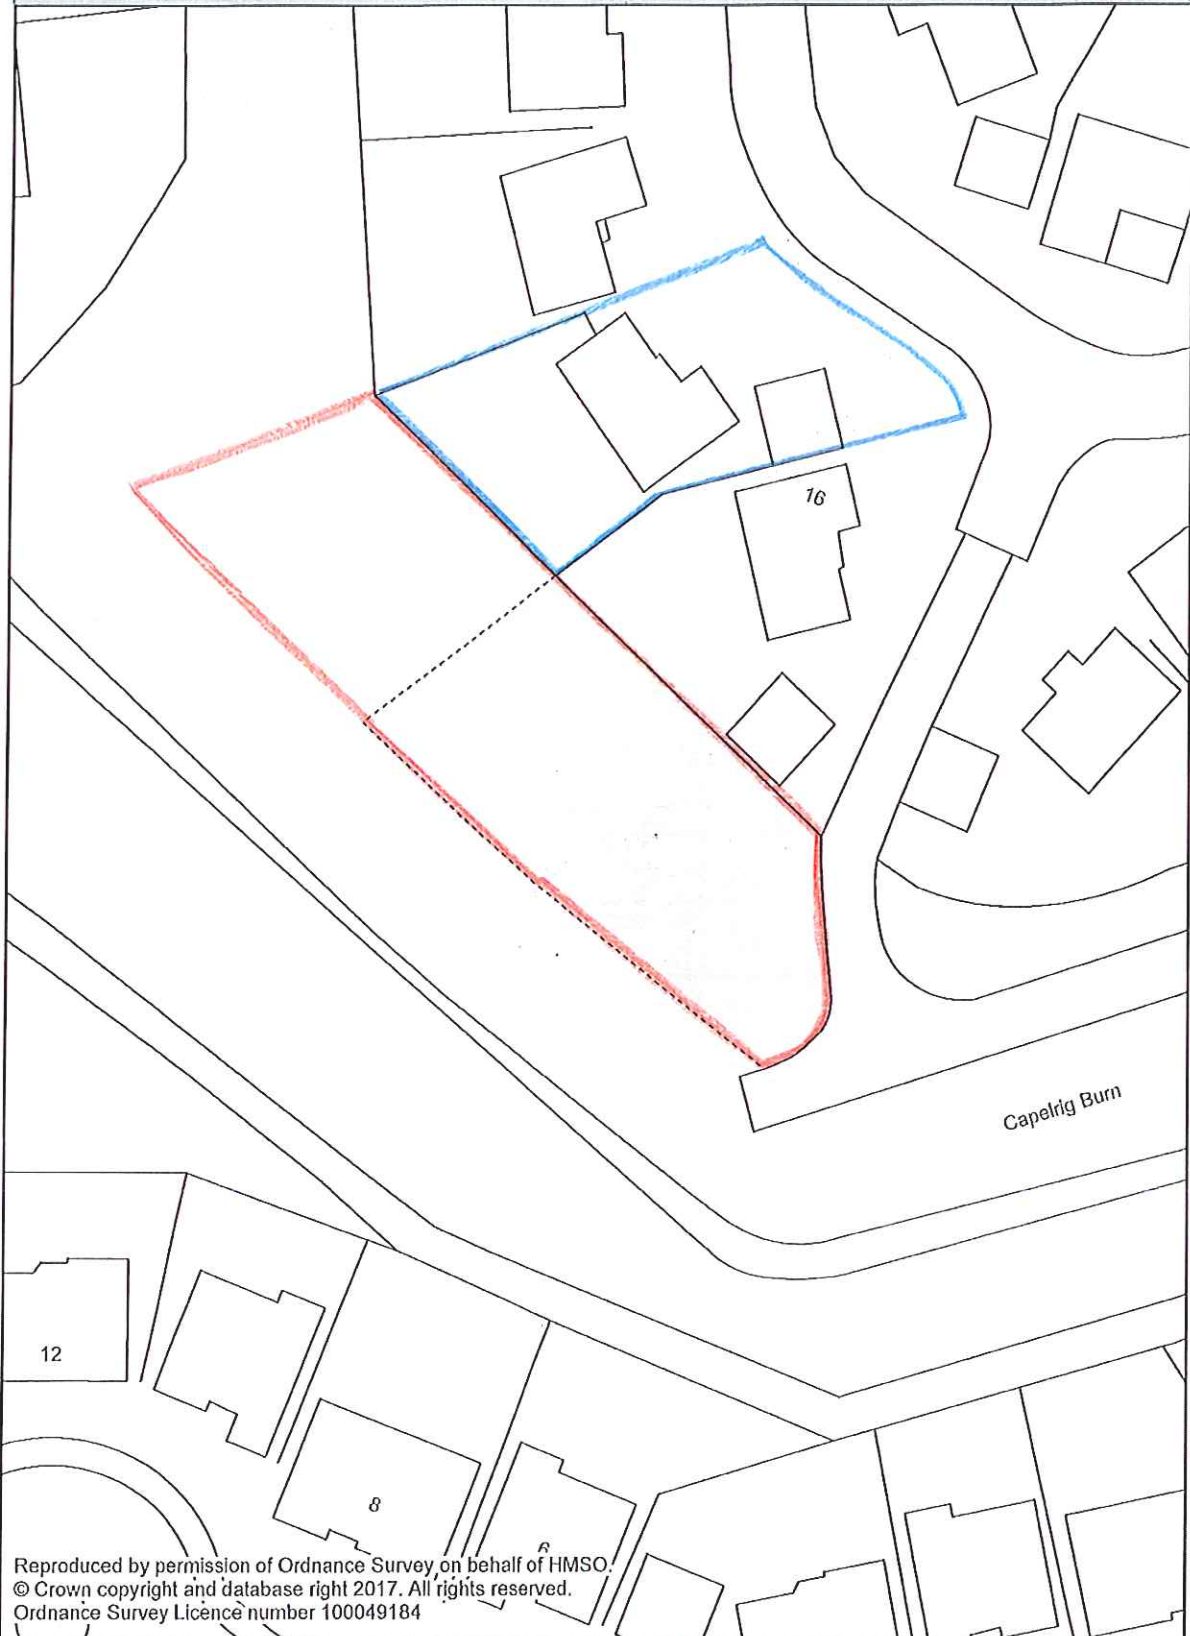 16
Capelrig Burn
12
8
6
Reproduced by permission of Ordnance Survey on behalf of HMSO.
© Crown copyright and database right 2017. All rights reserved.
Ordnance Survey Licence number 100049184